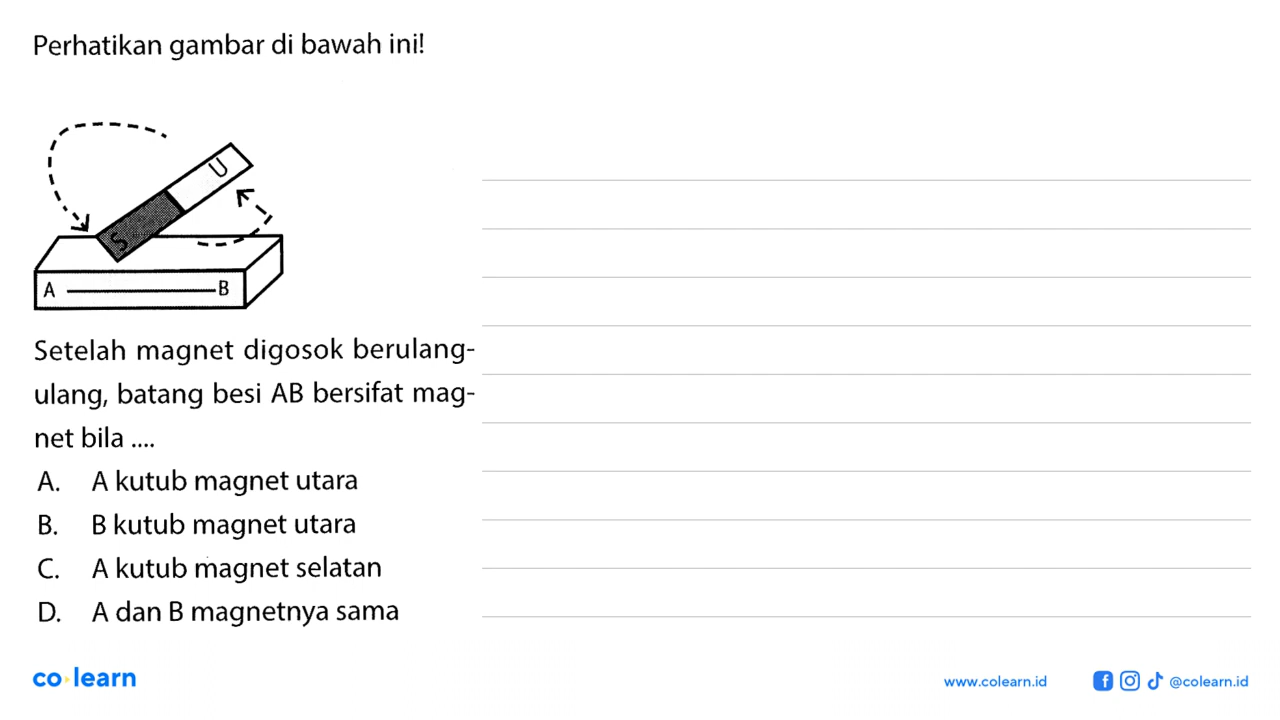 Perhatikan gambar di bawah ini!
U
S
A
B
Setelah magnet digosok berulang-
ulang, batang besi AB bersifat mag-
net bila ....
A. A kutub magnet utara
B. B kutub magnet utara
C. A kutub magnet selatan
D. A dan B magnetnya sama
co learn
www.colearn.id
@colearn.id